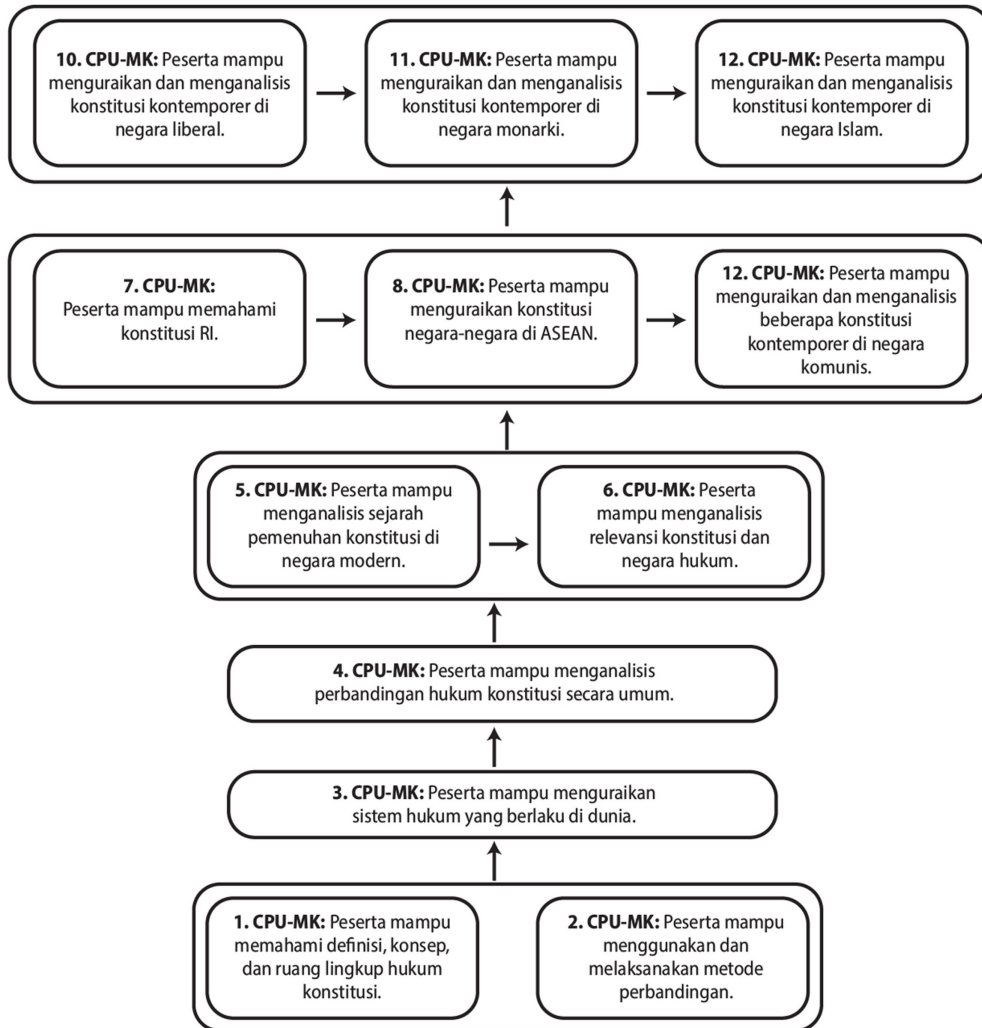 10. CPU-MK: Peserta mampu
menguraikan dan menganalisis
konstitusi kontemporer di
negara liberal.
11. CPU-MK: Peserta mampu
menguraikan dan menganalisis
konstitusi kontemporer di
negara monarki.
12. CPU-MK: Peserta mampu
menguraikan dan menganalisis
konstitusi kontemporer di
negara Islam.
7. CPU-MK:
Peserta mampu memahami
konstitusi RI.
8. CPU-MK: Peserta mampu
menguraikan konstitusi
negara-negara di ASEAN.
12. CPU-MK: Peserta mampu
menguraikan dan menganalisis
beberapa konstitusi
kontemporer di negara
komunis.
5. CPU-MK: Peserta mampu
menganalisis sejarah
pemenuhan konstitusi di
negara modern.
6. CPU-MK: Peserta
mampu menganalisis
relevansi konstitusi dan
negara hukum.
4. CPU-MK: Peserta mampu menganalisis
perbandingan hukum konstitusi secara umum.
3. CPU-MK: Peserta mampu menguraikan
sistem hukum yang berlaku di dunia.
1. CPU-MK: Peserta mampu
memahami definisi, konsep,
dan ruang lingkup hukum
konstitusi.
2. CPU-MK: Peserta mampu
menggunakan dan
melaksanakan metode
perbandingan.